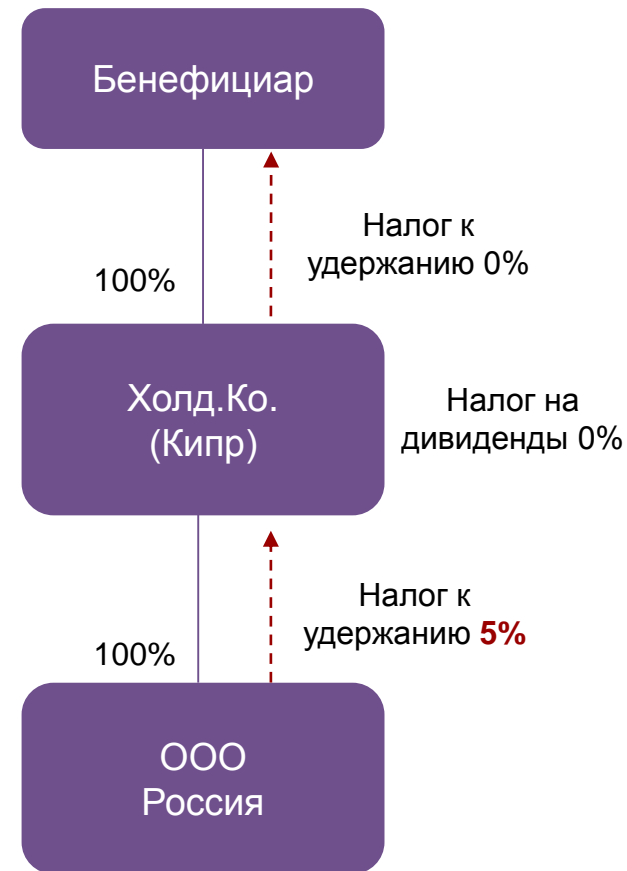 Бенефициар
Налог к
удержанию 0%
100%
Холд.Ко.
(Кипр)
Налог на
дивиденды 0%
Налог к
удержанию 5%
100%
ООО
Россия